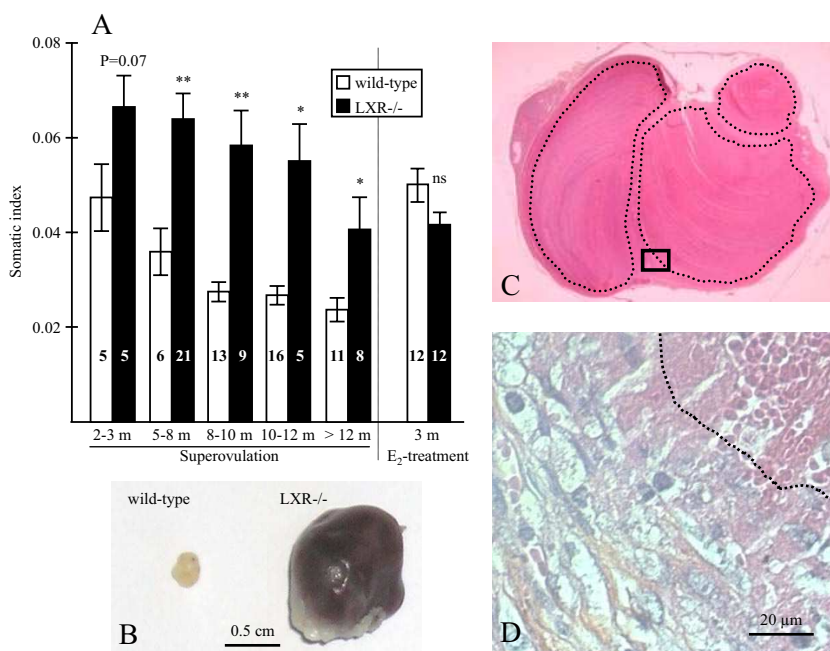 A
0.08
0.06
0.04
0.02
Somatic index
P=0.07
**
**
*
*
ns
wild-type
LXR-/-
5 5 6 21 13 9 16 5 11 8 12 12
2-3 m 5-8 m 8-10 m 10-12 m > 12 m 3 m
Superovulation E₂-treatment
wild-type LXR-/-
B
0.5 cm
C
D
20 µm